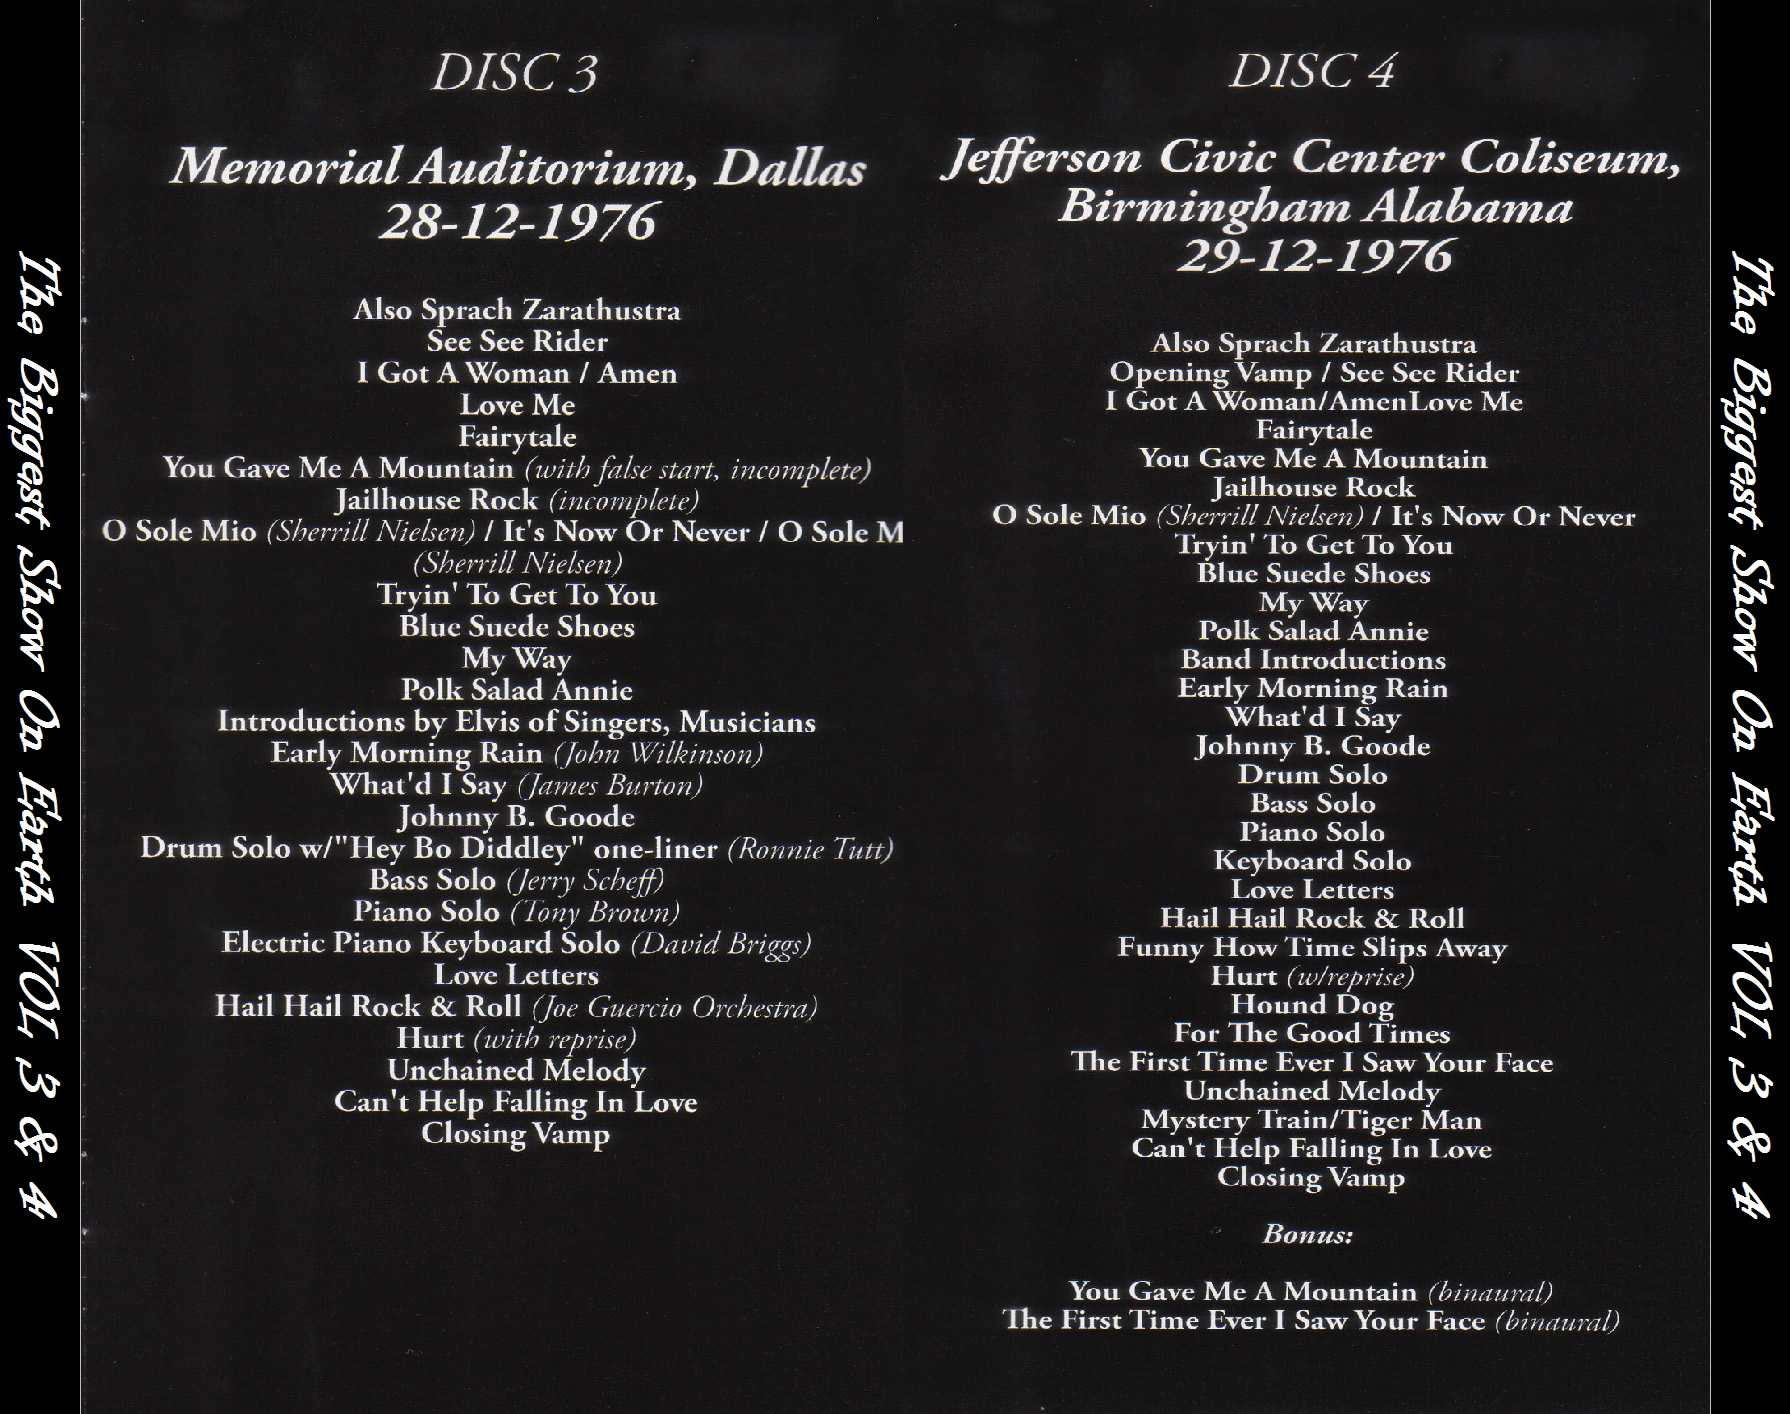 The Biggest Show On Earth VOL 3 & 4
DISC 3
Memorial Auditorium, Dallas
28-12-1976
Also Sprach Zarathustra
See See Rider
I Got A Woman / Amen
Love Me
Fairytale
You Gave Me A Mountain (with false start, incomplete)
Jailhouse Rock (incomplete)
O Sole Mio (Sherrill Nielsen) / It's Now Or Never / O Sole M
(Sherrill Nielsen)
Tryin' To Get To You
Blue Suede Shoes
My Way
Polk Salad Annie
Introductions by Elvis of Singers, Musicians
Early Morning Rain (John Wilkinson)
What'd I Say (James Burton)
Johnny B. Goode
Drum Solo w/"Hey Bo Diddley" one-liner (Ronnie Tutt)
Bass Solo (Jerry Scheff)
Piano Solo (Tony Brown)
Electric Piano Keyboard Solo (David Briggs)
Love Letters
Hail Hail Rock & Roll (Joe Guercio Orchestra)
Hurt (with reprise)
Unchained Melody
Can't Help Falling In Love
Closing Vamp
DISC 4
Jefferson Civic Center Coliseum,
Birmingham Alabama
29-12-1976
Also Sprach Zarathustra
Opening Vamp / See See Rider
I Got A Woman/AmenLove Me
Fairytale
You Gave Me A Mountain
Jailhouse Rock
O Sole Mio (Sherrill Nielsen) / It's Now Or Never
Tryin' To Get To You
Blue Suede Shoes
My Way
Polk Salad Annie
Band Introductions
Early Morning Rain
What'd I Say
Johnny B. Goode
Drum Solo
Bass Solo
Piano Solo
Keyboard Solo
Love Letters
Hail Hail Rock & Roll
Funny How Time Slips Away
Hurt (w/reprise)
Hound Dog
For The Good Times
The First Time Ever I Saw Your Face
Unchained Melody
Mystery Train/Tiger Man
Can't Help Falling In Love
Closing Vamp
Bonus:
You Gave Me A Mountain (binaural)
The First Time Ever I Saw Your Face (binaural)
The Biggest Show On Earth VOL 3 & 4